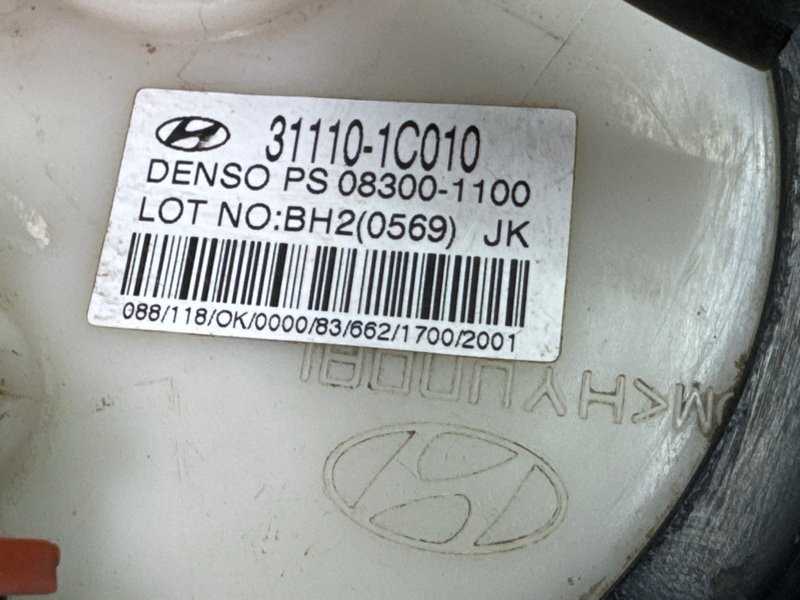 31110-1C010
DENSO PS 08300-1100
LOT NO:BH2(0569) JK
088/118/OK/0000/83/662/1700/2001
HYUNDAI